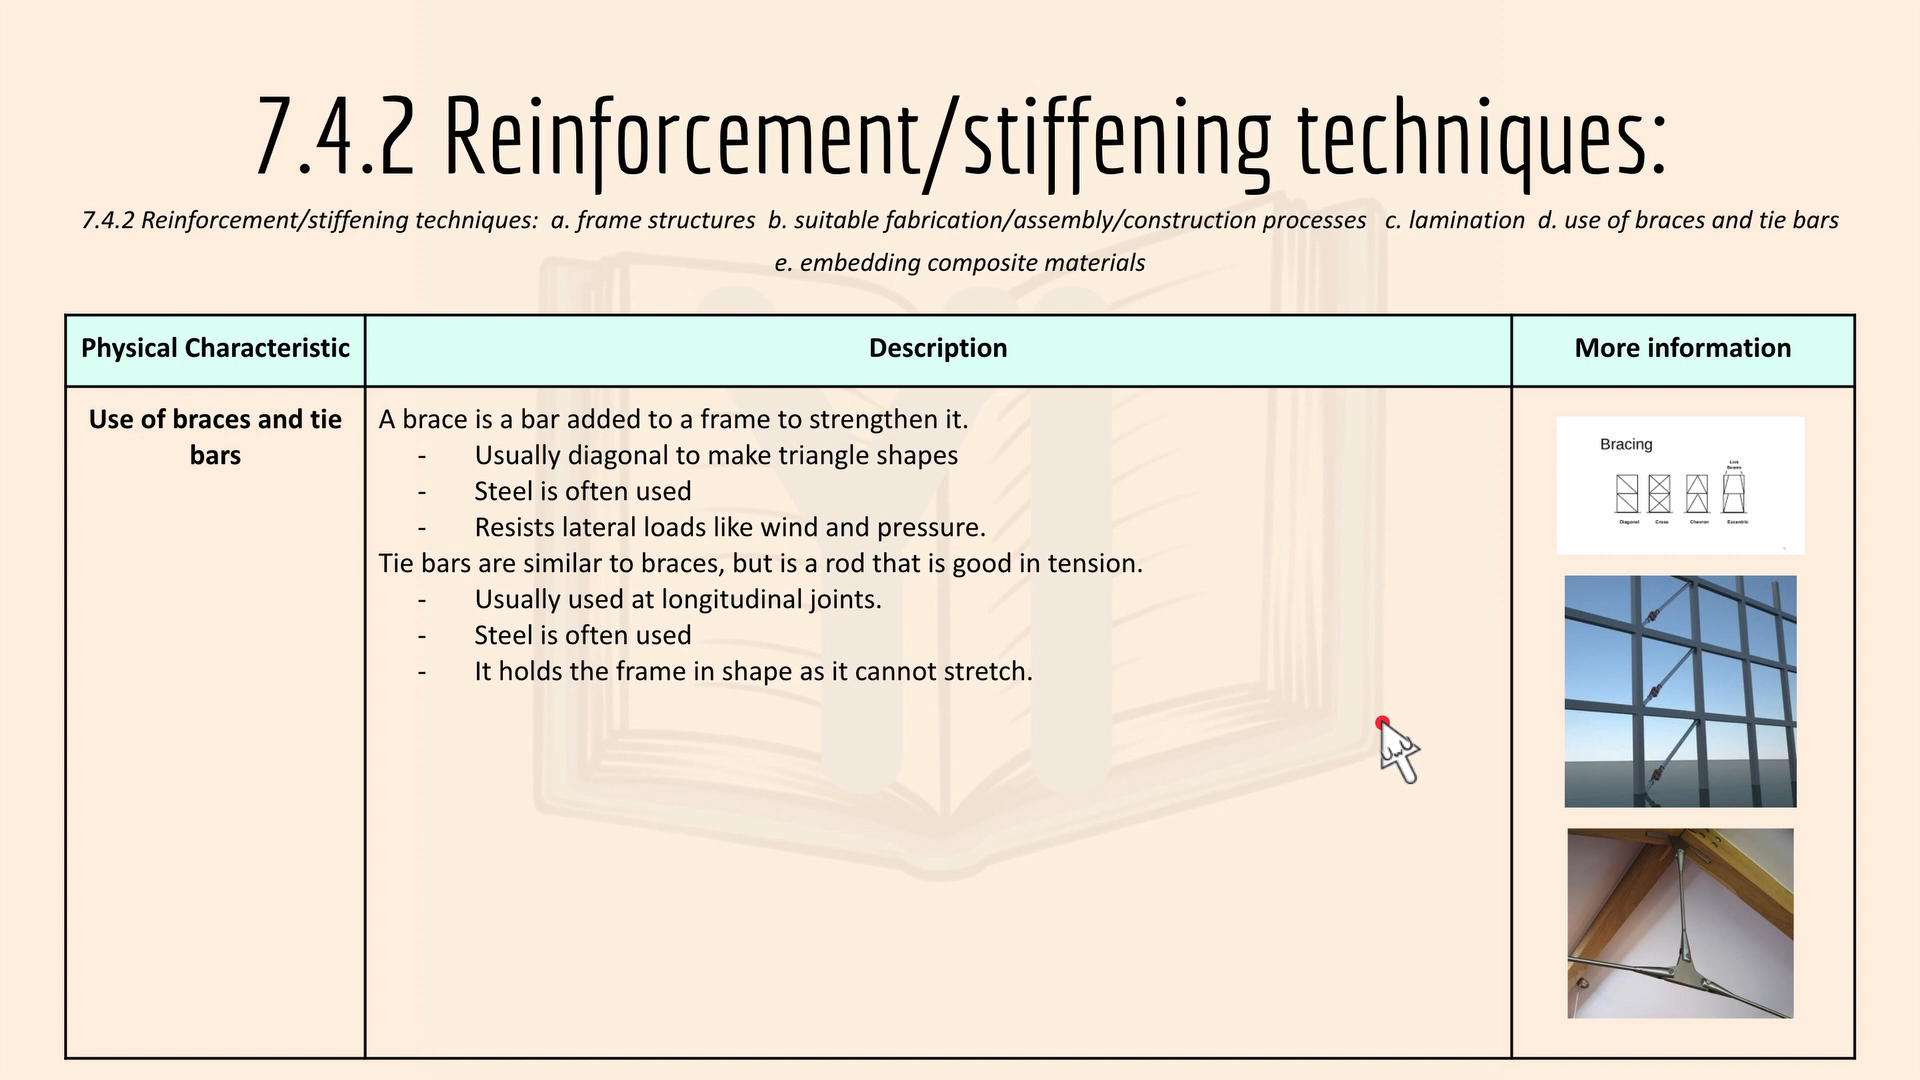 7.4.2 Reinforcement/stiffening techniques:
7.4.2 Reinforcement/stiffening techniques:  a. frame structures  b. suitable fabrication/assembly/construction processes   c. lamination  d. use of braces and tie bars
e. embedding composite materials
Physical Characteristic
Description
More information
Use of braces and tie
bars
A brace is a bar added to a frame to strengthen it.
- Usually diagonal to make triangle shapes
- Steel is often used
- Resists lateral loads like wind and pressure.
Tie bars are similar to braces, but is a rod that is good in tension.
- Usually used at longitudinal joints.
- Steel is often used
- It holds the frame in shape as it cannot stretch.
Bracing
Link
Beams
Diagonal Cross Chevron Eccentric